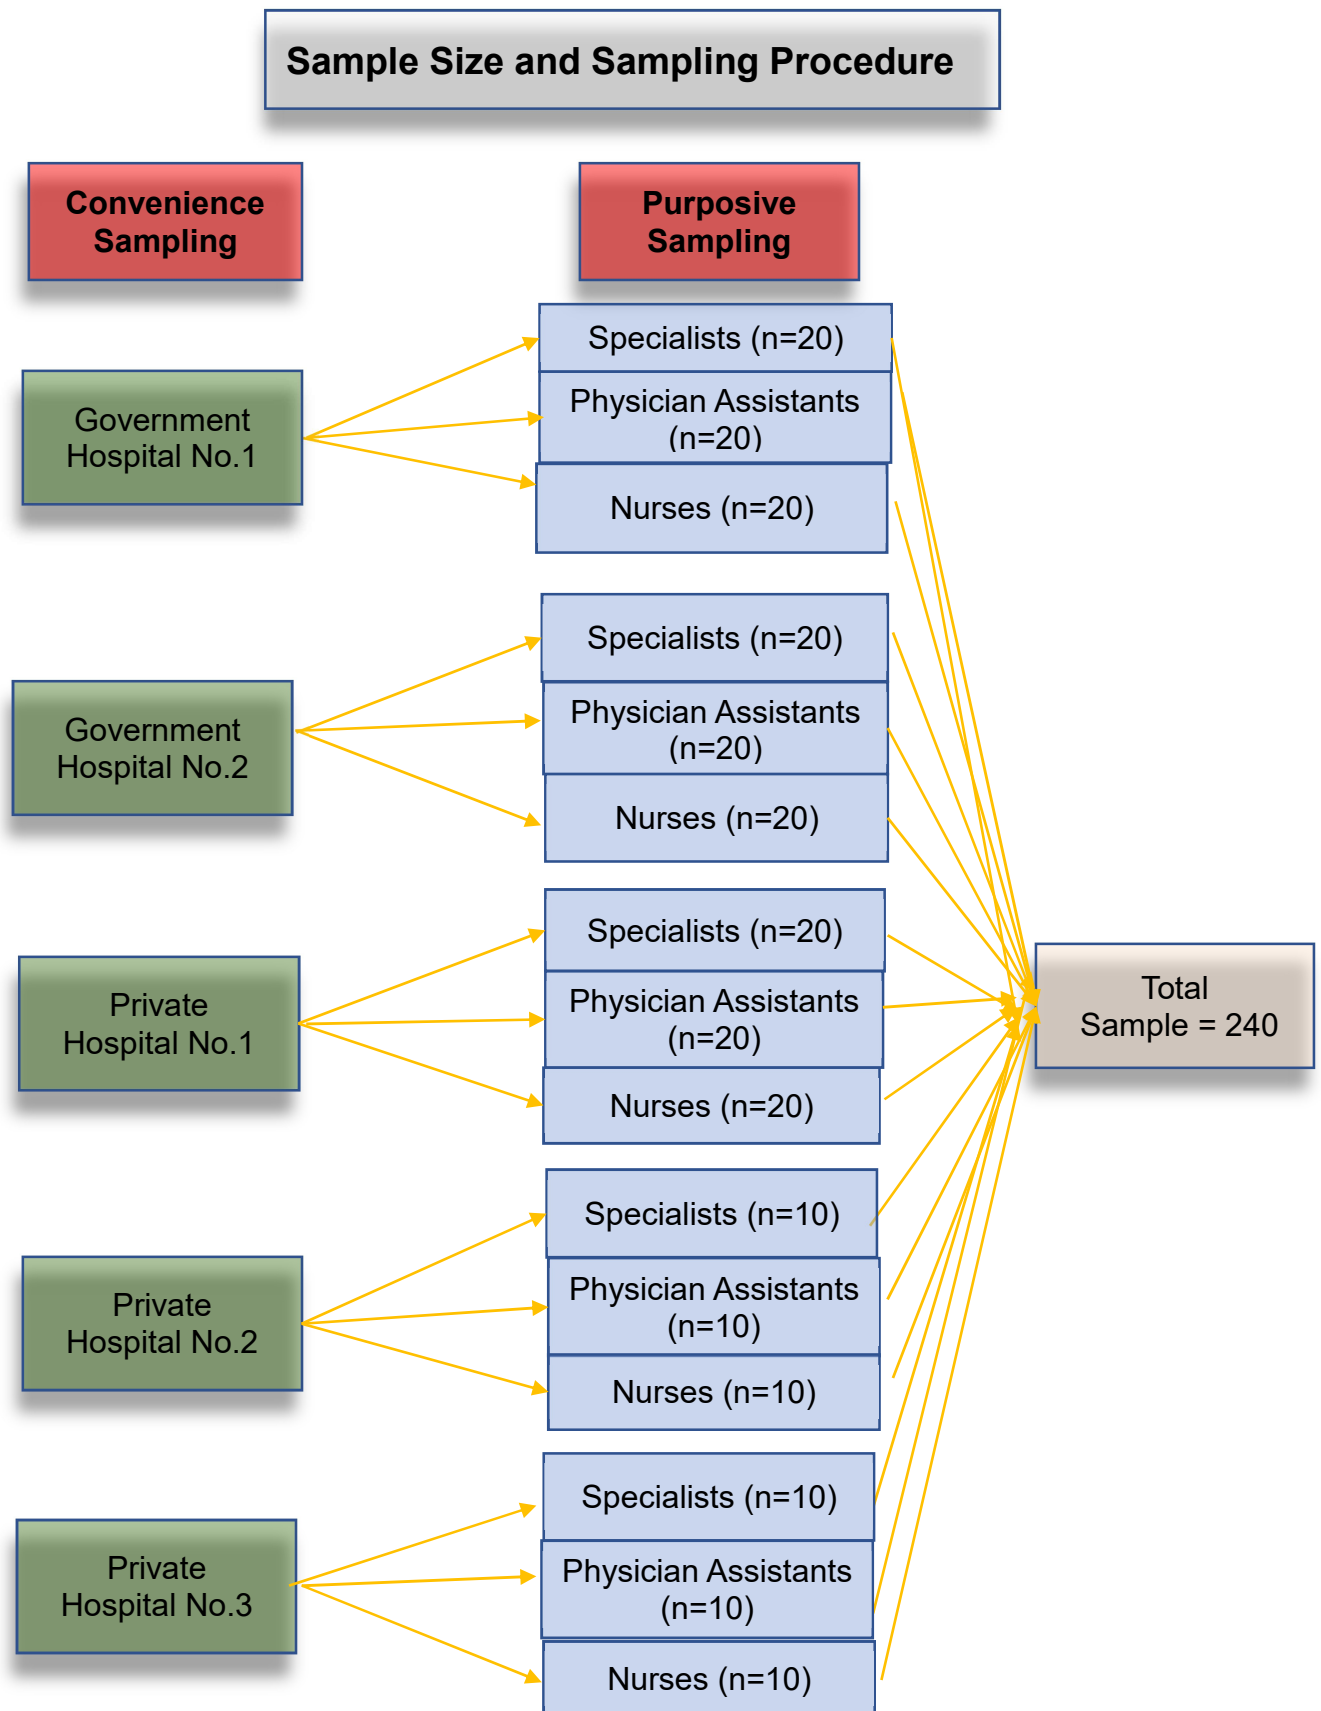 Sample Size and Sampling Procedure
Convenience
Sampling
Purposive
Sampling
Government
Hospital No.1
Specialists (n=20)
Physician Assistants
(n=20)
Nurses (n=20)
Government
Hospital No.2
Specialists (n=20)
Physician Assistants
(n=20)
Nurses (n=20)
Private
Hospital No.1
Specialists (n=20)
Physician Assistants
(n=20)
Nurses (n=20)
Total
Sample = 240
Private
Hospital No.2
Specialists (n=10)
Physician Assistants
(n=10)
Nurses (n=10)
Private
Hospital No.3
Specialists (n=10)
Physician Assistants
(n=10)
Nurses (n=10)